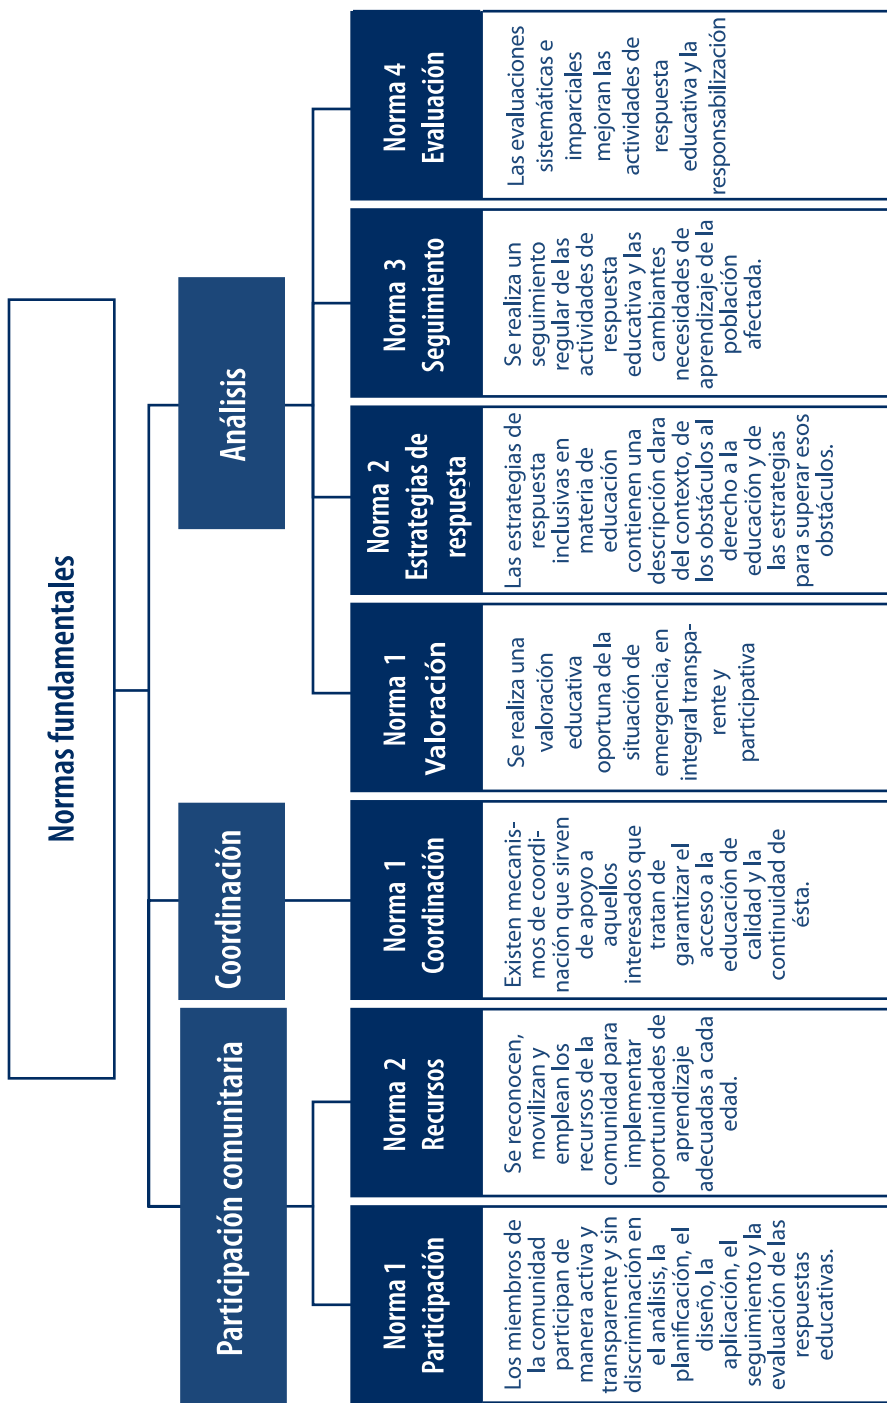 Normas fundamentales
Participación comunitaria
Coordinación
Análisis
Norma 1
Participación
Los miembros de
la comunidad
participan de
manera activa y
transparente y sin
discriminación en
el análisis, la
planificación, el
diseño, la
aplicación, el
seguimiento y la
evaluación de las
respuestas
educativas.
Norma 2
Recursos
Se reconocen,
movilizan y
emplean los
recursos de la
comunidad para
implementar
oportunidades de
aprendizaje
adecuadas a cada
edad.
Norma 1
Coordinación
Existen mecanis-
mos de coordi-
nación que sirven
de apoyo a
aquellos
interesados que
tratan de
garantizar el
acceso a la
educación de
calidad y la
continuidad de
ésta.
Norma 1
Valoración
Se realiza una
valoración
educativa
oportuna de la
situación de
emergencia, en
integral transpa-
rente y
participativa
Norma 2
Estrategias de
respuesta
Las estrategias de
respuesta
inclusivas en
materia de
educación
contienen una
descripción clara
del contexto, de
los obstáculos al
derecho a la
educación y de
las estrategias
para superar esos
obstáculos.
Norma 3
Seguimiento
Se realiza un
seguimiento
regular de las
actividades de
respuesta
educativa y las
cambiantes
necesidades de
aprendizaje de la
población
afectada.
Norma 4
Evaluación
Las evaluaciones
sistemáticas e
imparciales
mejoran las
actividades de
respuesta
educativa y la
responsabilización